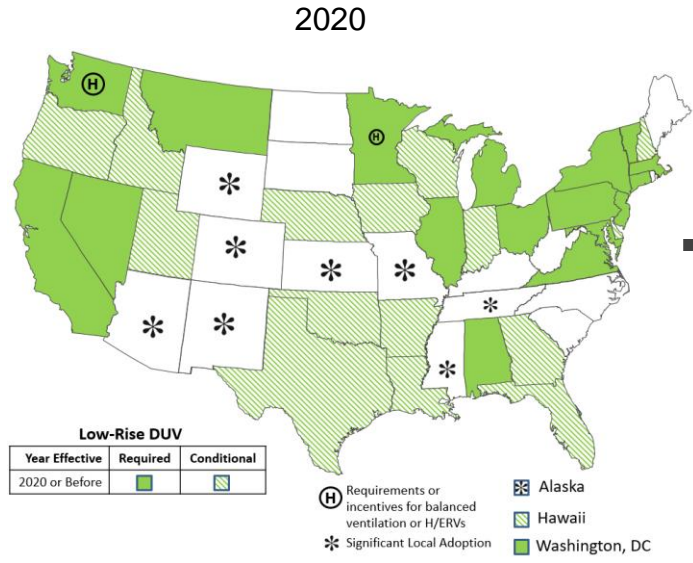 2020
H
H
*
*
*
*
*
*
*
*
Low-Rise DUV
Year Effective Required Conditional
2020 or Before
H Requirements or
incentives for balanced
ventilation or H/ERVs
* Significant Local Adoption
* Alaska
Hawaii
Washington, DC